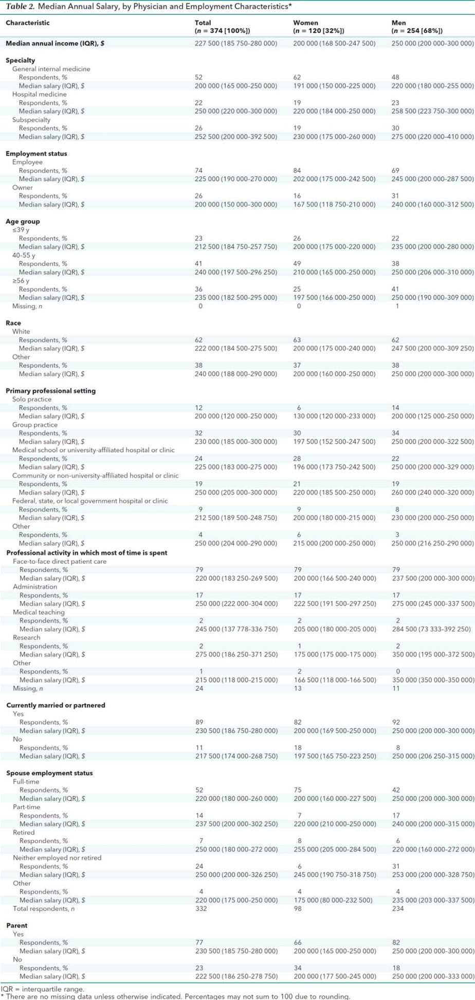 Table 2. Median Annual Salary, by Physician and Employment Characteristics*
Characteristic Total Women Men
(n = 374 [100%]) (n = 120 [32%]) (n = 254 [68%])
Median annual income (IQR), $ 227 500 (185 750–280 000) 200 000 (168 500–247 500) 250 000 (200 000–300 000)
Specialty
General internal medicine
Respondents, % 52 62 48
Median salary (IQR), $ 200 000 (165 000–250 000) 191 000 (150 000–225 000) 220 000 (180 000–255 000)
Hospital medicine
Respondents, % 22 19 23
Median salary (IQR), $ 250 000 (220 000–300 000) 220 000 (184 000–250 000) 258 500 (223 750–300 000)
Subspecialty
Respondents, % 26 19 30
Median salary (IQR), $ 252 500 (200 000–392 500) 230 000 (175 000–260 000) 275 000 (220 000–410 000)
Employment status
Employee
Respondents, % 74 84 69
Median salary (IQR), $ 225 000 (190 000–270 000) 202 000 (175 000–242 500) 245 000 (200 000–287 500)
Owner
Respondents, % 26 16 31
Median salary (IQR), $ 200 000 (150 000–300 000) 167 500 (118 750–210 000) 240 000 (160 000–312 500)
Age group
≤39 y
Respondents, % 23 26 22
Median salary (IQR), $ 212 500 (184 750–257 750) 200 000 (175 000–220 000) 235 000 (200 000–280 000)
40–55 y
Respondents, % 41 49 38
Median salary (IQR), $ 240 000 (197 500–296 250) 210 000 (165 000–250 000) 250 000 (206 000–310 000)
≥56 y
Respondents, % 36 25 41
Median salary (IQR), $ 235 000 (182 500–295 000) 197 500 (166 000–250 000) 250 000 (190 000–309 000)
Missing, n 0 0 1
Race
White
Respondents, % 62 63 62
Median salary (IQR), $ 222 000 (184 500–275 500) 200 000 (175 000–240 000) 247 500 (200 000–309 250)
Other
Respondents, % 38 37 38
Median salary (IQR), $ 240 000 (188 000–290 000) 200 000 (160 000–250 000) 250 000 (200 000–300 000)
Primary professional setting
Solo practice
Respondents, % 12 6 14
Median salary (IQR), $ 200 000 (120 000–250 000) 130 000 (120 000–233 000) 200 000 (125 000–250 000)
Group practice
Respondents, % 32 30 34
Median salary (IQR), $ 230 000 (185 000–300 000) 197 500 (152 500–247 500) 250 000 (200 000–322 500)
Medical school or university-affiliated hospital or clinic
Respondents, % 24 28 22
Median salary (IQR), $ 225 000 (183 000–275 000) 196 000 (173 750–242 500) 250 000 (200 000–329 000)
Community or non–university-affiliated hospital or clinic
Respondents, % 19 21 19
Median salary (IQR), $ 250 000 (205 000–300 000) 220 000 (185 500–250 000) 260 000 (240 000–320 000)
Federal, state, or local government hospital or clinic
Respondents, % 9 9 8
Median salary (IQR), $ 212 500 (189 500–248 750) 200 000 (180 000–215 000) 230 000 (200 000–250 000)
Other
Respondents, % 4 6 3
Median salary (IQR), $ 250 000 (204 000–290 000) 215 000 (200 000–250 000) 250 000 (216 250–290 000)
Professional activity in which most of time is spent
Face-to-face direct patient care
Respondents, % 79 79 79
Median salary (IQR), $ 220 000 (183 250–269 500) 200 000 (166 500–240 000) 237 500 (200 000–300 000)
Administration
Respondents, % 17 17 17
Median salary (IQR), $ 250 000 (222 000–304 000) 222 500 (191 500–297 250) 275 000 (245 000–337 500)
Medical teaching
Respondents, % 2 2 2
Median salary (IQR), $ 245 000 (137 778–336 750) 205 000 (180 000–205 000) 284 500 (73 333–392 250)
Research
Respondents, % 2 1 2
Median salary (IQR), $ 275 000 (186 250–371 250) 175 000 (175 000–175 000) 350 000 (195 000–372 500)
Other
Respondents, % 1 2 0
Median salary (IQR), $ 215 000 (118 000–215 000) 166 500 (118 000–166 500) 350 000 (350 000–350 000)
Missing, n 24 13 11
Currently married or partnered
Yes
Respondents, % 89 82 92
Median salary (IQR), $ 230 500 (186 750–280 000) 200 000 (169 500–250 000) 250 000 (200 000–300 000)
No
Respondents, % 11 18 8
Median salary (IQR), $ 217 500 (174 000–268 750) 197 500 (165 750–223 250) 250 000 (206 250–315 000)
Spouse employment status
Full-time
Respondents, % 52 75 42
Median salary (IQR), $ 220 000 (180 000–260 000) 200 000 (160 000–227 500) 250 000 (200 000–300 000)
Part-time
Respondents, % 14 7 17
Median salary (IQR), $ 237 500 (200 000–302 250) 220 000 (210 000–250 000) 240 000 (200 000–315 000)
Retired
Respondents, % 7 8 6
Median salary (IQR), $ 250 000 (180 000–272 000) 255 000 (205 000–284 500) 220 000 (160 000–272 000)
Neither employed nor retired
Respondents, % 24 6 31
Median salary (IQR), $ 250 000 (200 000–326 250) 245 000 (190 750–318 750) 253 000 (200 000–328 750)
Other
Respondents, % 4 4 4
Median salary (IQR), $ 220 000 (175 000–250 000) 175 000 (80 000–232 500) 235 000 (203 000–337 500)
Total respondents, n 332 98 234
Parent
Yes
Respondents, % 77 66 82
Median salary (IQR), $ 230 500 (185 750–280 000) 200 000 (165 000–250 000) 250 000 (200 000–300 000)
No
Respondents, % 23 34 18
Median salary (IQR), $ 222 500 (186 250–278 750) 200 000 (177 500–245 000) 250 000 (200 000–333 000)
IQR = interquartile range.
* There are no missing data unless otherwise indicated. Percentages may not sum to 100 due to rounding.